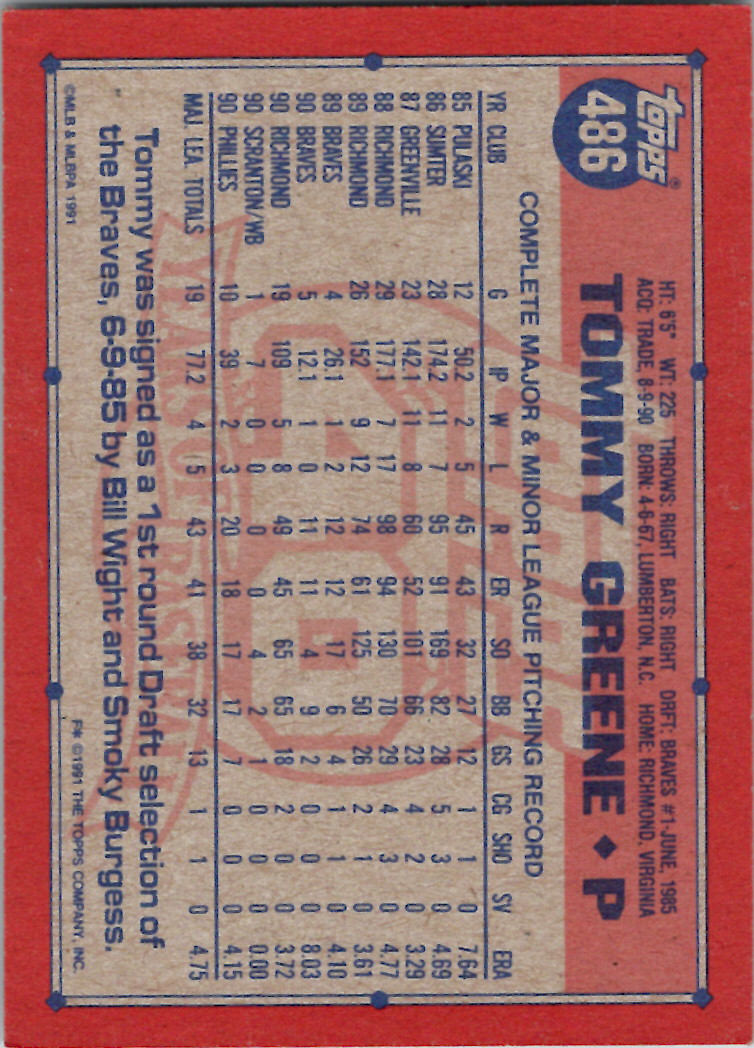 Topps®
486
HT: 6'5" WT: 225 THROWS: RIGHT BATS: RIGHT DRFT: BRAVES #1-JUNE, 1985
ACQ: TRADE, 8-9-90 BORN: 4-6-67, LUMBERTON, N.C. HOME: RICHMOND, VIRGINIA
TOMMY GREENE ◆ P
COMPLETE MAJOR & MINOR LEAGUE PITCHING RECORD
YR CLUB G IP W L R ER SO BB GS CG SHO SV ERA
85 PULASKI 12 50.2 2 5 45 43 32 27 12 1 1 0 7.64
86 SUMTER 28 174.2 11 7 95 91 169 82 28 5 3 0 4.69
87 GREENVILLE 23 142.1 11 8 60 52 101 66 23 4 2 0 3.29
88 RICHMOND 29 177.1 7 17 98 94 130 70 29 4 3 0 4.77
89 RICHMOND 26 152 9 12 74 61 125 50 26 2 1 0 3.61
89 BRAVES 4 26.1 1 2 12 12 17 6 4 1 1 0 4.10
90 BRAVES 5 12.1 1 0 11 11 4 9 2 0 0 0 8.03
90 RICHMOND 19 109 5 8 49 45 65 65 18 2 0 0 3.72
90 SCRANTON/WB 1 7 0 0 0 0 4 2 1 0 0 0 0.00
90 PHILLIES 10 39 2 3 20 18 17 17 7 0 0 0 4.15
MAJ. LEA. TOTALS 19 77.2 4 5 43 41 38 32 13 1 1 0 4.75
40
YEARS OF BASEBALL
Tommy was signed as a 1st round Draft selection of
the Braves, 6-9-85 by Bill Wight and Smoky Burgess.
©MLB & MLBPA 1991 F* ©1991 THE TOPPS COMPANY, INC.